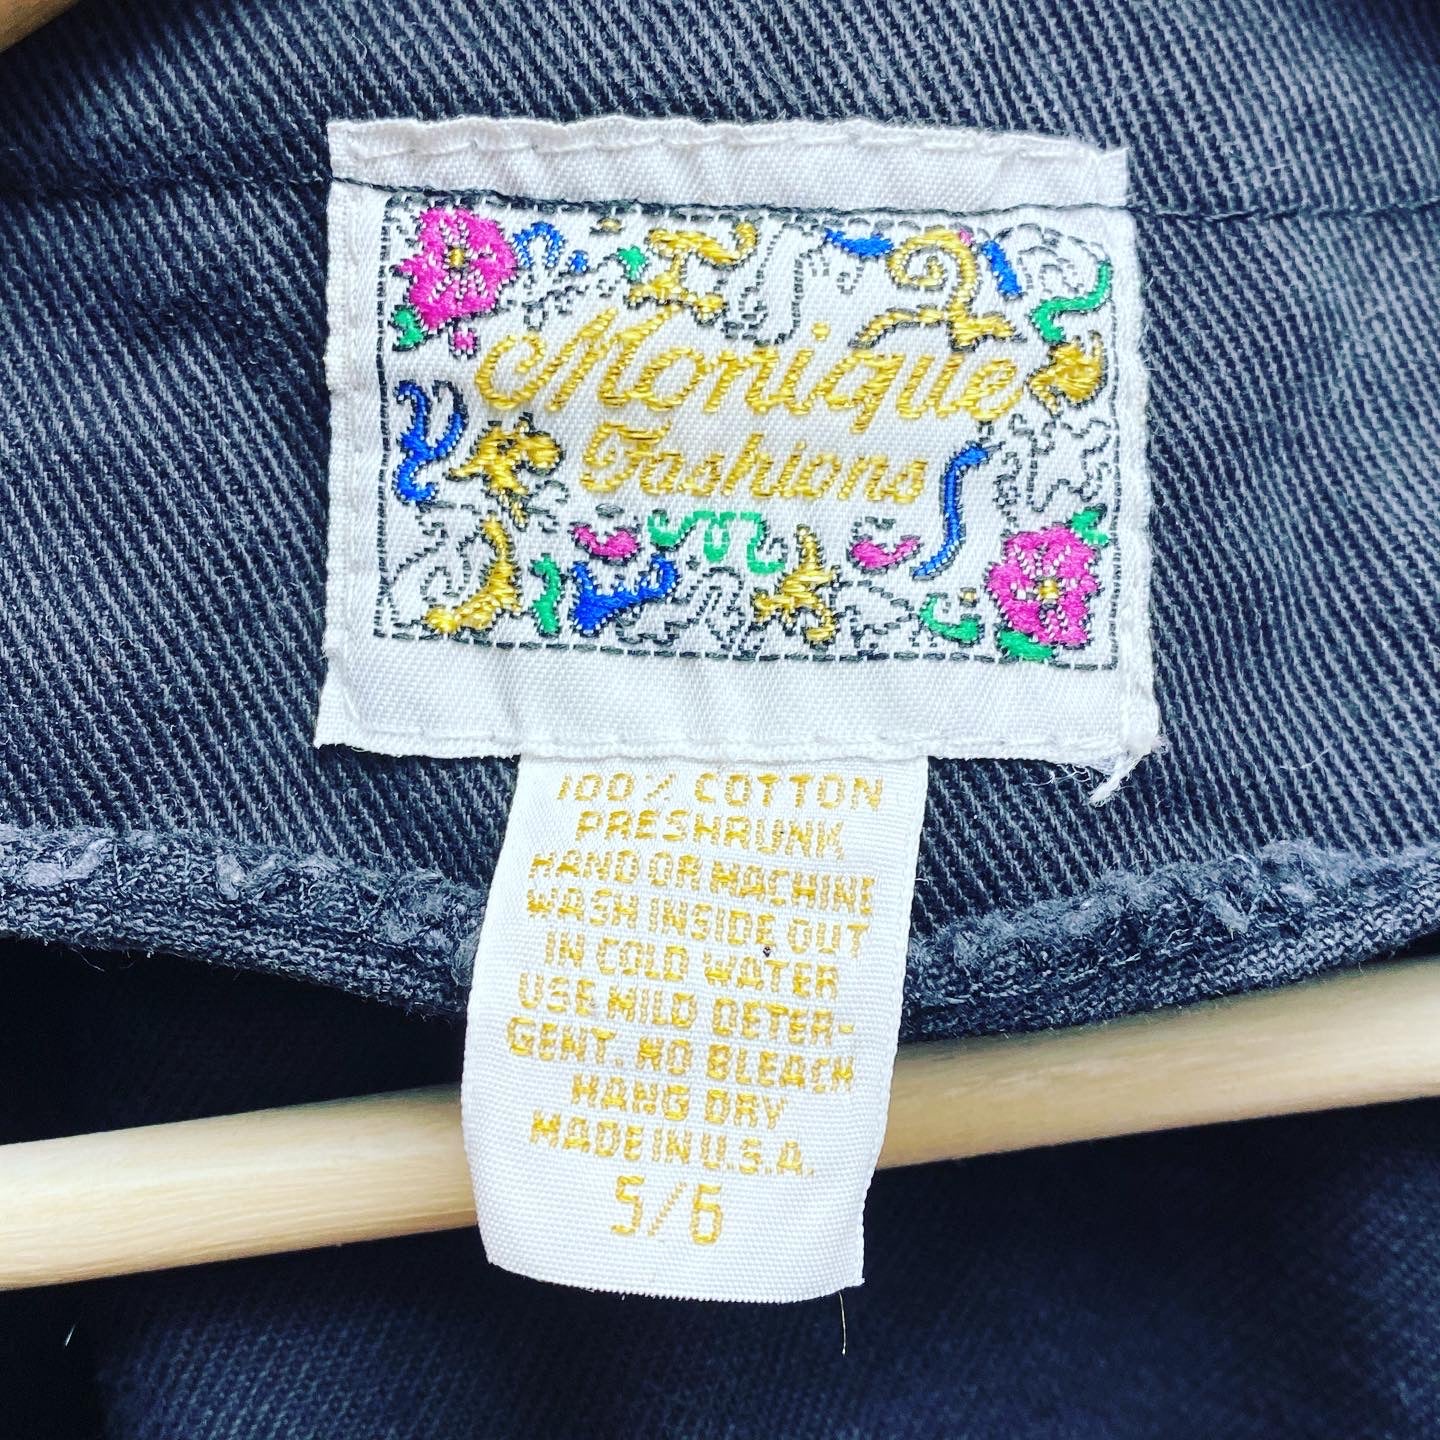 Monique
Fashions
100% COTTON
PRESHRUNK
HAND OR MACHINE
WASH INSIDE OUT
IN COLD WATER
USE MILD DETER-
GENT. NO BLEACH
HANG DRY
MADE IN U.S.A.
5/6